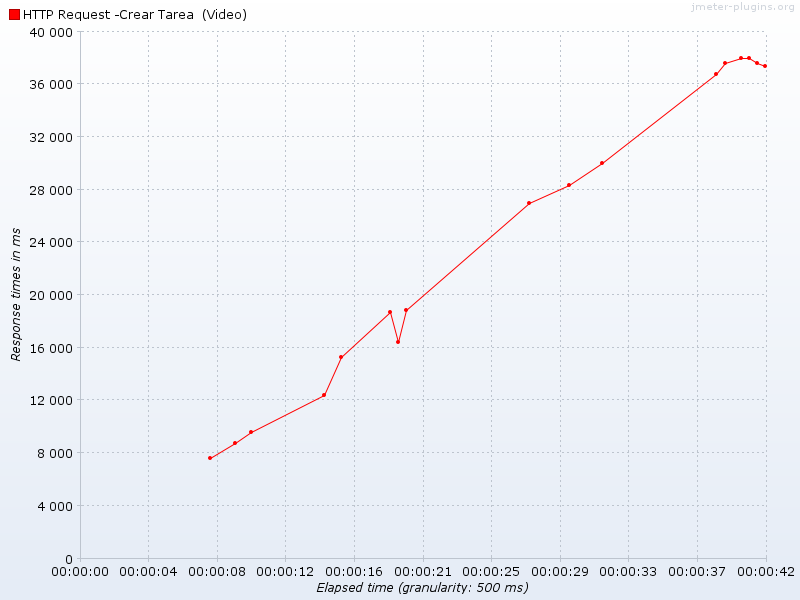 jmeter-plugins.org
HTTP Request -Crear Tarea (Video)
40 000
36 000
32 000
28 000
24 000
20 000
16 000
12 000
8 000
4 000
0
Response times in ms
00:00:00 00:00:04 00:00:08 00:00:12 00:00:16 00:00:21 00:00:25 00:00:29 00:00:33 00:00:37 00:00:42
Elapsed time (granularity: 500 ms)